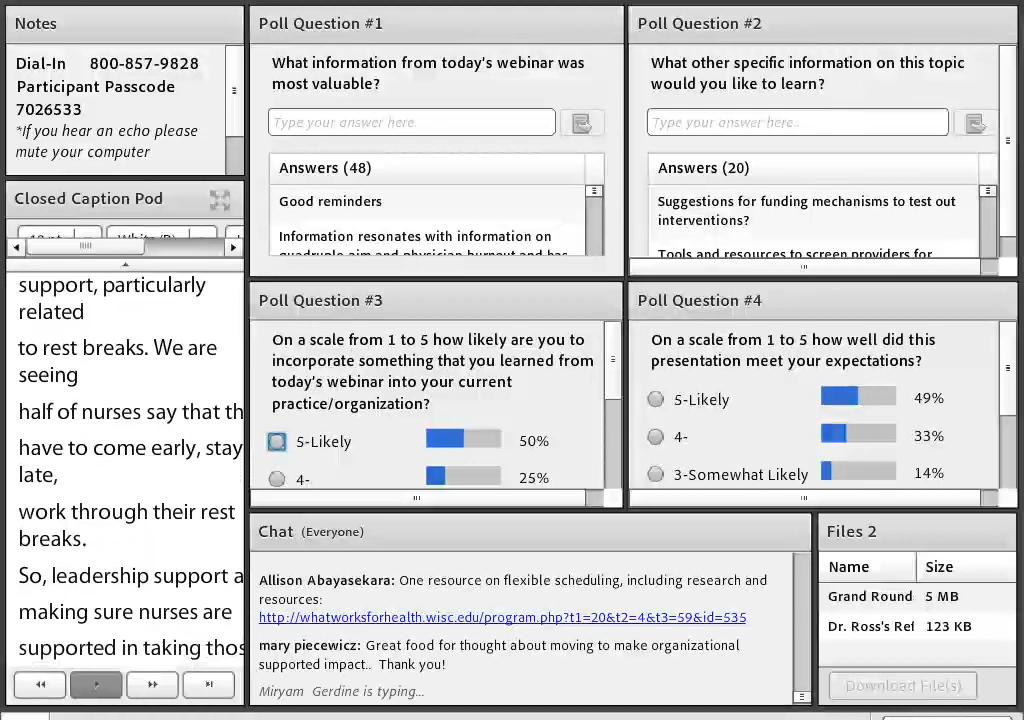 Notes
Dial-In 800-857-9828
Participant Passcode
7026533
*If you hear an echo please
mute your computer
Closed Caption Pod
support, particularly
related
to rest breaks. We are
seeing
half of nurses say that th
have to come early, stay
late,
work through their rest
breaks.
So, leadership support a
making sure nurses are
supported in taking thos
Poll Question #1
What information from today's webinar was
most valuable?
Type your answer here.
Answers (48)
Good reminders
Information resonates with information on
quadruple aim and physician burnout and has
Poll Question #2
What other specific information on this topic
would you like to learn?
Type your answer here..
Answers (20)
Suggestions for funding mechanisms to test out
interventions?
Tools and resources to screen providers for
Poll Question #3
On a scale from 1 to 5 how likely are you to
incorporate something that you learned from
today's webinar into your current
practice/organization?
5-Likely 50%
4- 25%
Poll Question #4
On a scale from 1 to 5 how well did this
presentation meet your expectations?
5-Likely 49%
4- 33%
3-Somewhat Likely 14%
Chat (Everyone)
Allison Abayasekara: One resource on flexible scheduling, including research and
resources:
http://whatworksforhealth.wisc.edu/program.php?t1=20&t2=4&t3=59&id=535
mary piecewicz: Great food for thought about moving to make organizational
supported impact.. Thank you!
Miryam Gerdine is typing...
Files 2
Name Size
Grand Round 5 MB
Dr. Ross's Ref 123 KB
Download File(s)